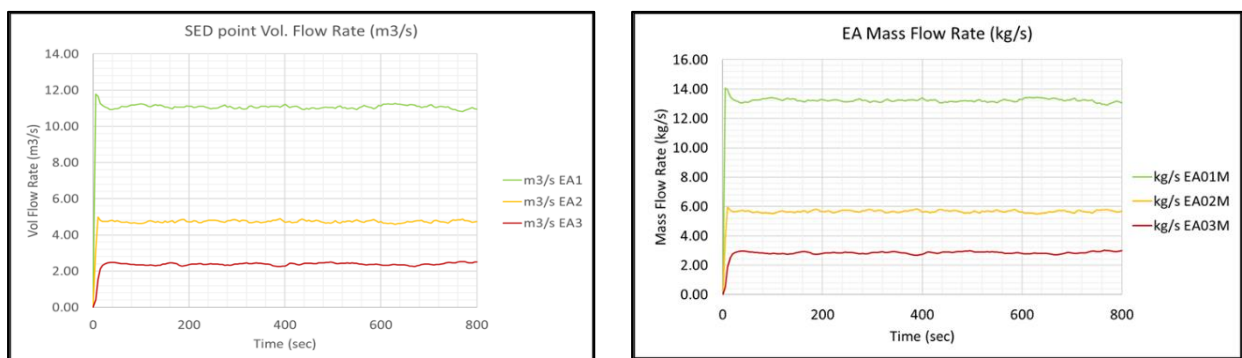 SED point Vol. Flow Rate (m3/s)
14.00
12.00
10.00
8.00
6.00
4.00
2.00
0.00
Vol Flow Rate (m3/s)
0
200
400
600
800
Time (sec)
m3/s EA1
m3/s EA2
m3/s EA3
EA Mass Flow Rate (kg/s)
16.00
14.00
12.00
10.00
8.00
6.00
4.00
2.00
0.00
Mass Flow Rate (kg/s)
0
200
400
600
800
Time (sec)
kg/s EA01M
kg/s EA02M
kg/s EA03M